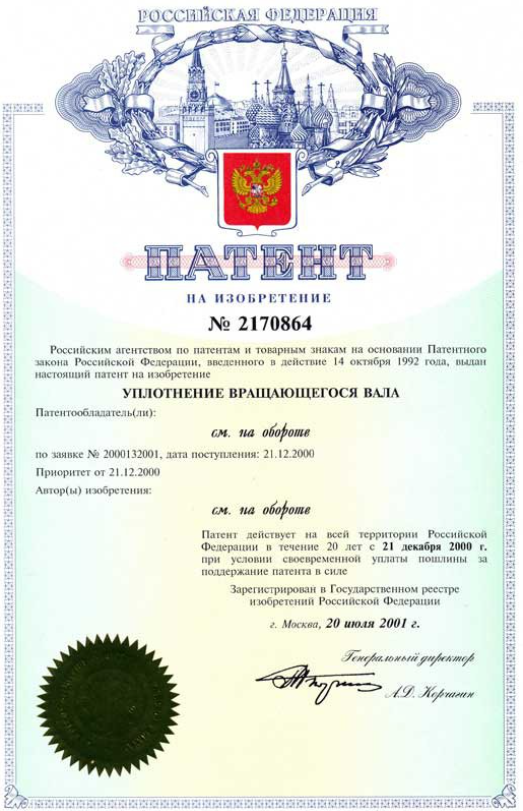 РОССИЙСКАЯ ФЕДЕРАЦИЯ
ПАТЕНТ
НА ИЗОБРЕТЕНИЕ
№ 2170864
Российским агентством по патентам и товарным знакам на основании Патентного
закона Российской Федерации, введенного в действие 14 октября 1992 года, выдан
настоящий патент на изобретение
УПЛОТНЕНИЕ ВРАЩАЮЩЕГОСЯ ВАЛА
Патентообладатель(ли):
см. на обороте
по заявке № 2000132001, дата поступления: 21.12.2000
Приоритет от 21.12.2000
Автор(ы) изобретения:
см. на обороте
Патент действует на всей территории Российской
Федерации в течение 20 лет с 21 декабря 2000 г.
при условии своевременной уплаты пошлины за
поддержание патента в силе
Зарегистрирован в Государственном реестре
изобретений Российской Федерации
г. Москва, 20 июля 2001 г.
Генеральный директор
А.Д. Корчагин